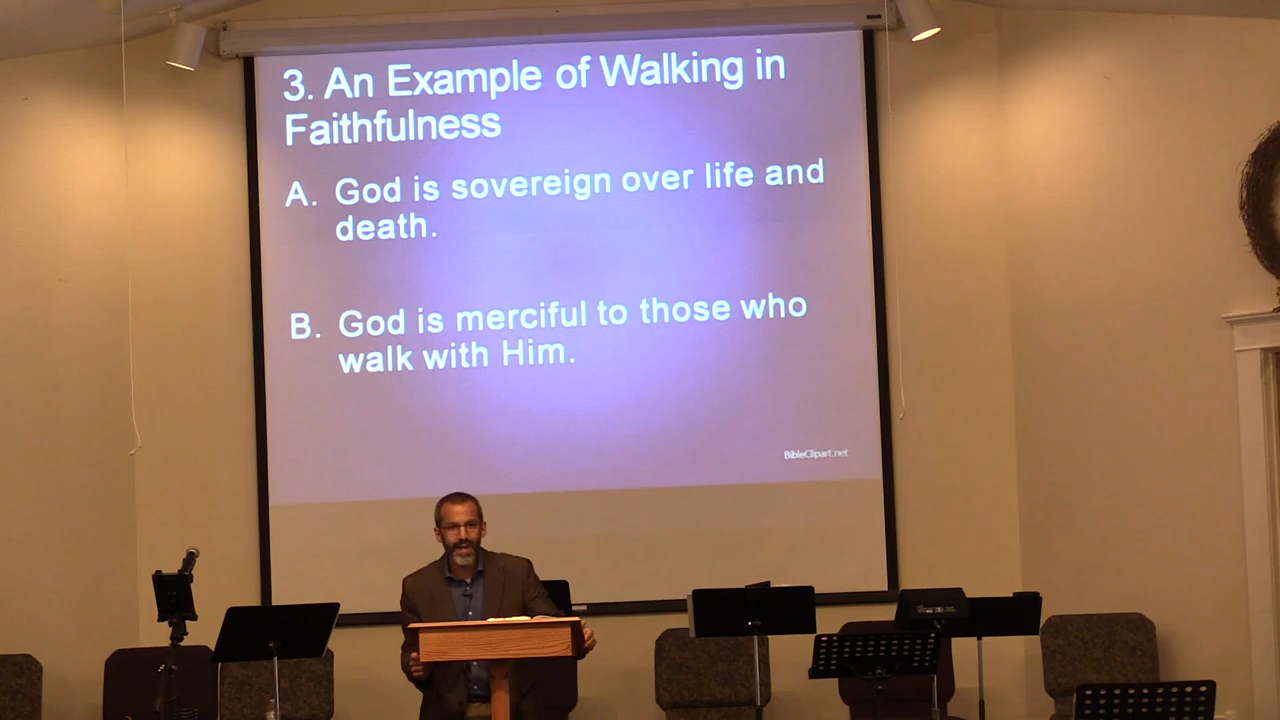 3. An Example of Walking in
Faithfulness
A. God is sovereign over life and
death.
B. God is merciful to those who
walk with Him.
BibleClipart.net